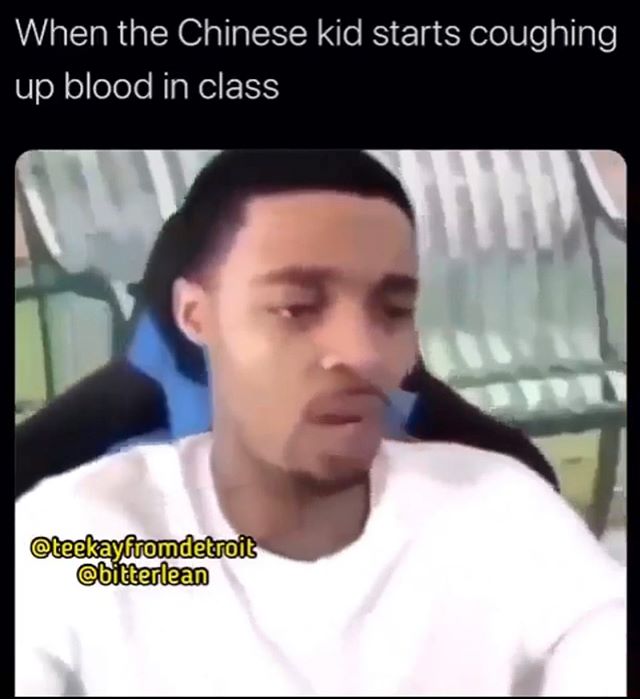 When the Chinese kid starts coughing
up blood in class
@teekayfromdetroit
@bitterlean